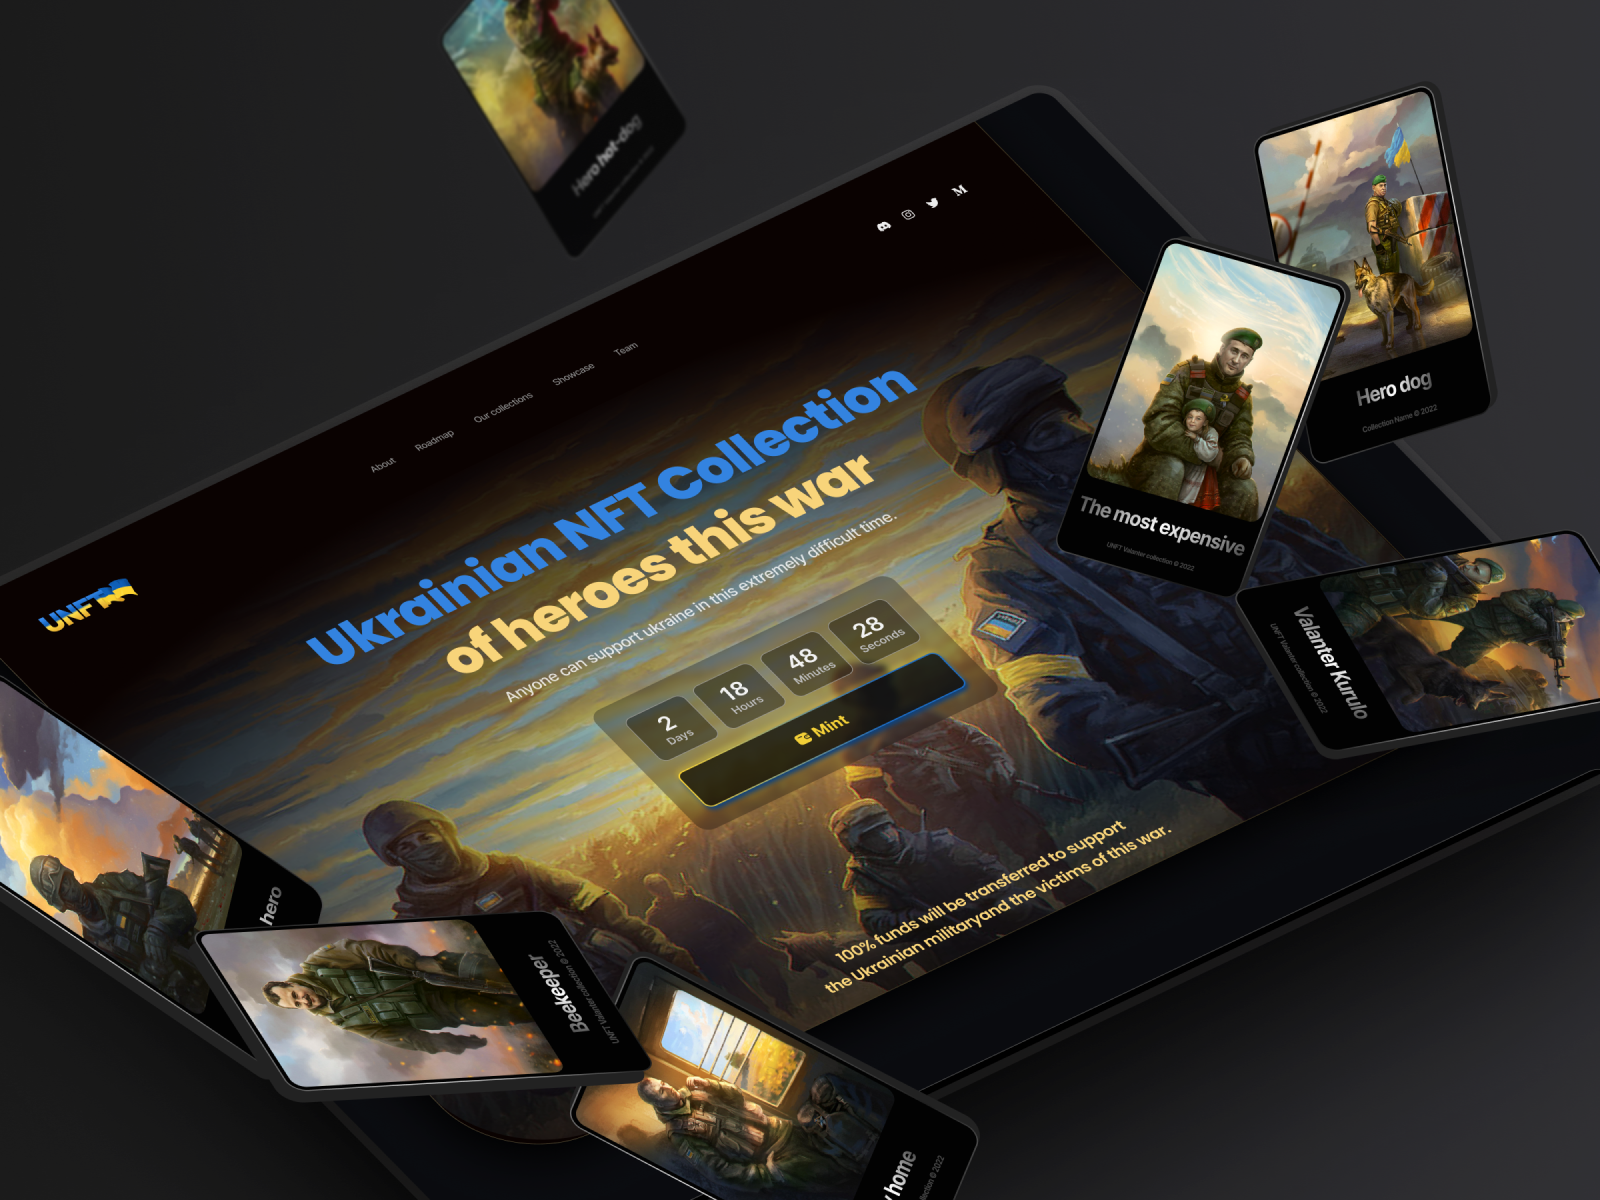 Hero hot-dog
UNFT
About
Roadmap
Our collections
Showcase
Team
M
Ukrainian NFT Collection
of heroes this war
Anyone can support ukraine in this extremely difficult time.
2
Days
18
Hours
48
Minutes
28
Seconds
Mint
100% funds will be transferred to support
the Ukrainian militaryand the victims of this war.
Hero dog
Collection Name © 2022
The most expensive
UNFT Valanter collection © 2022
Valanter Kurulo
UNFT Valanter collection © 2022
hero
Beekeeper
UNFT Valanter collection © 2022
home
© 2022